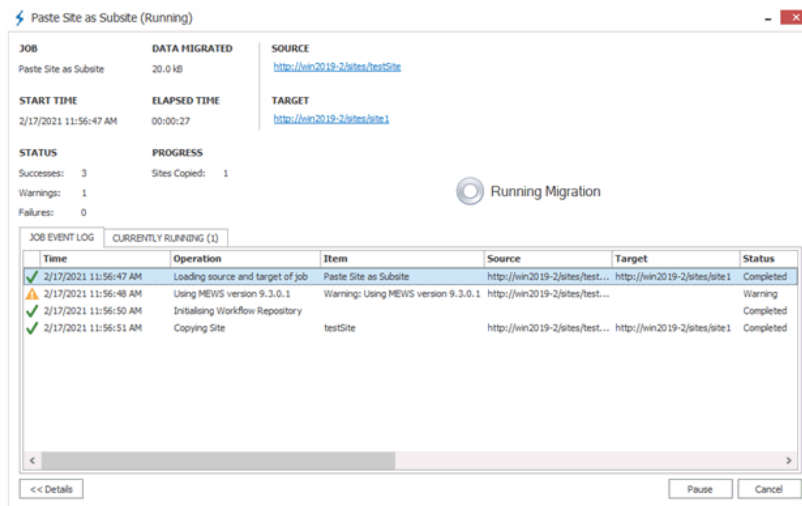 Paste Site as Subsite (Running)
JOB DATA MIGRATED SOURCE
Paste Site as Subsite 20.0 kB http://win2019-2/sites/testSite
START TIME ELAPSED TIME TARGET
2/17/2021 11:56:47 AM 00:00:27 http://win2019-2/sites/site1
STATUS PROGRESS
Successes: 3 Sites Copied: 1
Warnings: 1
Running Migration
Failures: 0
JOB EVENT LOG CURRENTLY RUNNING (1)
Time Operation Item Source Target Status
2/17/2021 11:56:47 AM Loading source and target of job Paste Site as Subsite http://win2019-2/sites/test... http://win2019-2/sites/site1 Completed
2/17/2021 11:56:48 AM Using MEWS version 9.3.0.1 Warning: Using MEWS version 9.3.0.1 http://win2019-2/sites/test... Warning
2/17/2021 11:56:50 AM Initialising Workflow Repository Completed
2/17/2021 11:56:51 AM Copying Site testSite http://win2019-2/sites/test... http://win2019-2/sites/site1 Completed
<< Details Pause Cancel